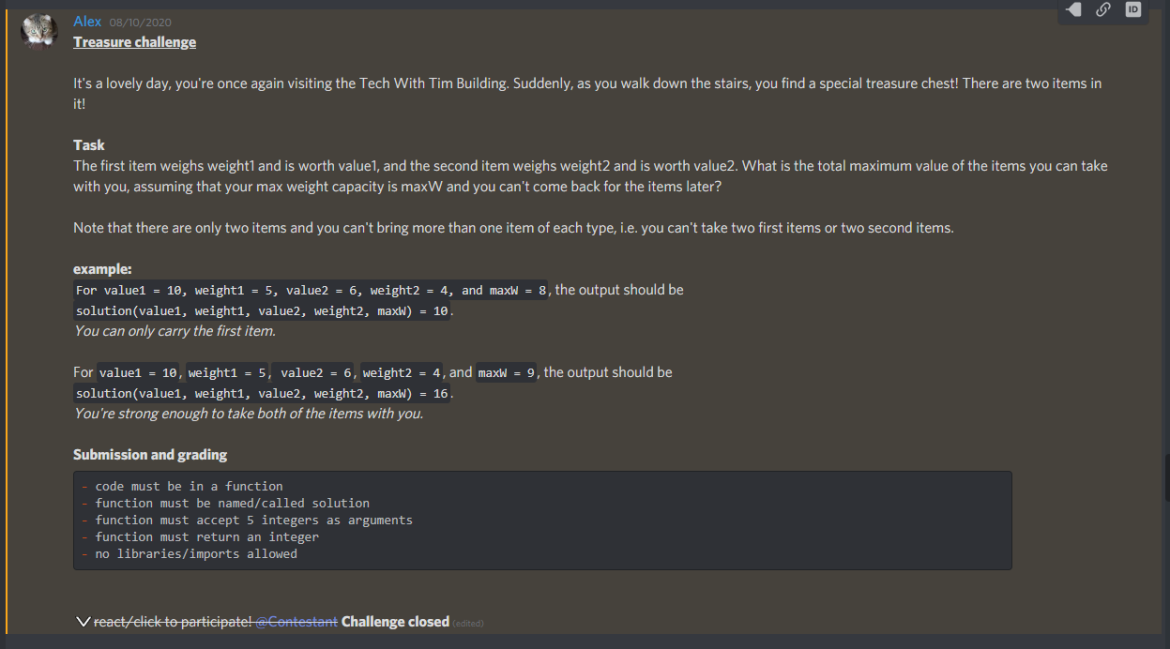 ID
Alex 08/10/2020
Treasure challenge
It's a lovely day, you're once again visiting the Tech With Tim Building. Suddenly, as you walk down the stairs, you find a special treasure chest! There are two items in
it!
Task
The first item weighs weight1 and is worth value1, and the second item weighs weight2 and is worth value2. What is the total maximum value of the items you can take
with you, assuming that your max weight capacity is maxW and you can't come back for the items later?
Note that there are only two items and you can't bring more than one item of each type, i.e. you can't take two first items or two second items.
example:
For value1 = 10, weight1 = 5, value2 = 6, weight2 = 4, and maxW = 8, the output should be
solution(value1, weight1, value2, weight2, maxW) = 10.
You can only carry the first item.
For value1 = 10, weight1 = 5, value2 = 6, weight2 = 4, and maxW = 9, the output should be
solution(value1, weight1, value2, weight2, maxW) = 16.
You're strong enough to take both of the items with you.
Submission and grading
- code must be in a function
- function must be named/called solution
- function must accept 5 integers as arguments
- function must return an integer
- no libraries/imports allowed
react/click to participate! @Contestant Challenge closed (edited)